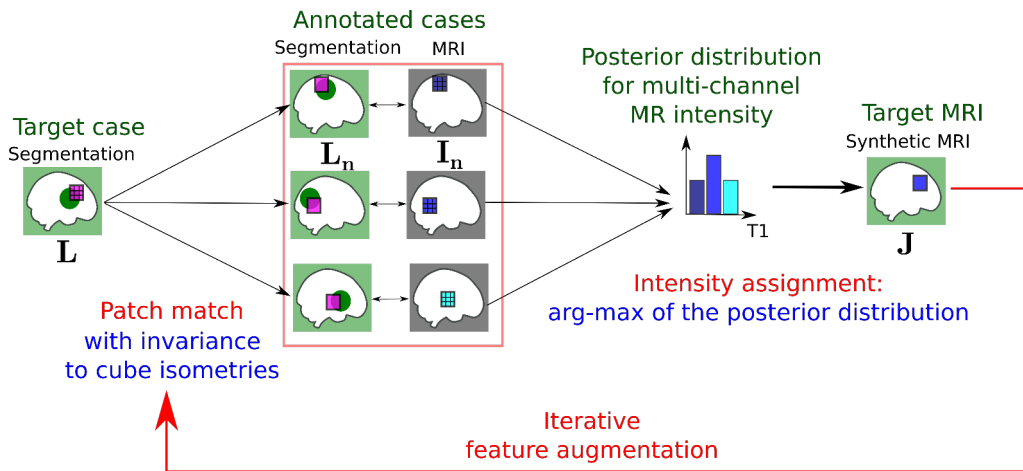 Annotated cases
Segmentation MRI
Posterior distribution
for multi-channel
MR intensity
Target case
Segmentation
L
Lₙ Iₙ
Target MRI
Synthetic MRI
J
T1
Patch match
with invariance
to cube isometries
Intensity assignment:
arg-max of the posterior distribution
Iterative
feature augmentation